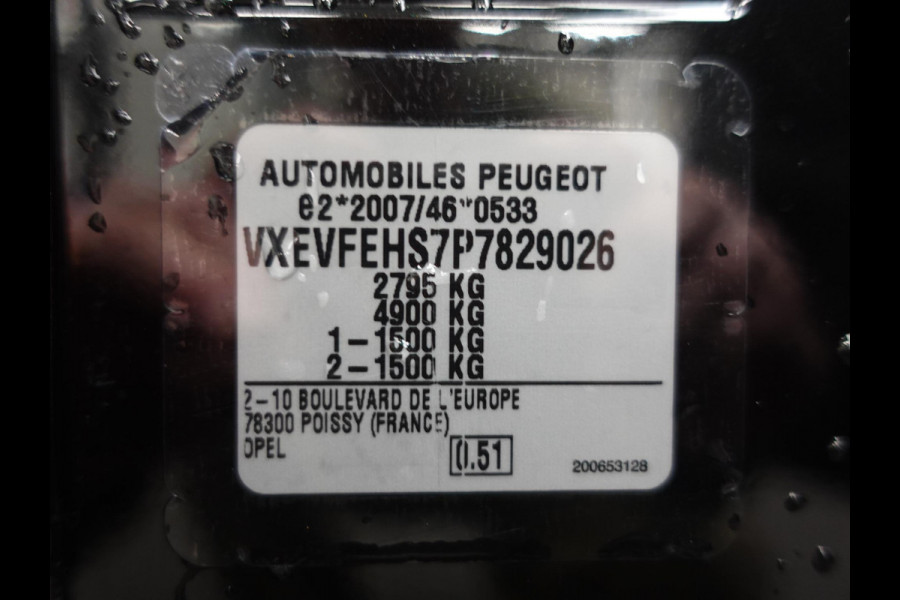 AUTOMOBILES PEUGEOT
e2*2007/46*0533
VXEVFEHS7P7829026
2795 KG
4900 KG
1-1500 KG
2-1500 KG
2-10 BOULEVARD DE L'EUROPE
78300 POISSY (FRANCE)
OPEL
0.51
200653128